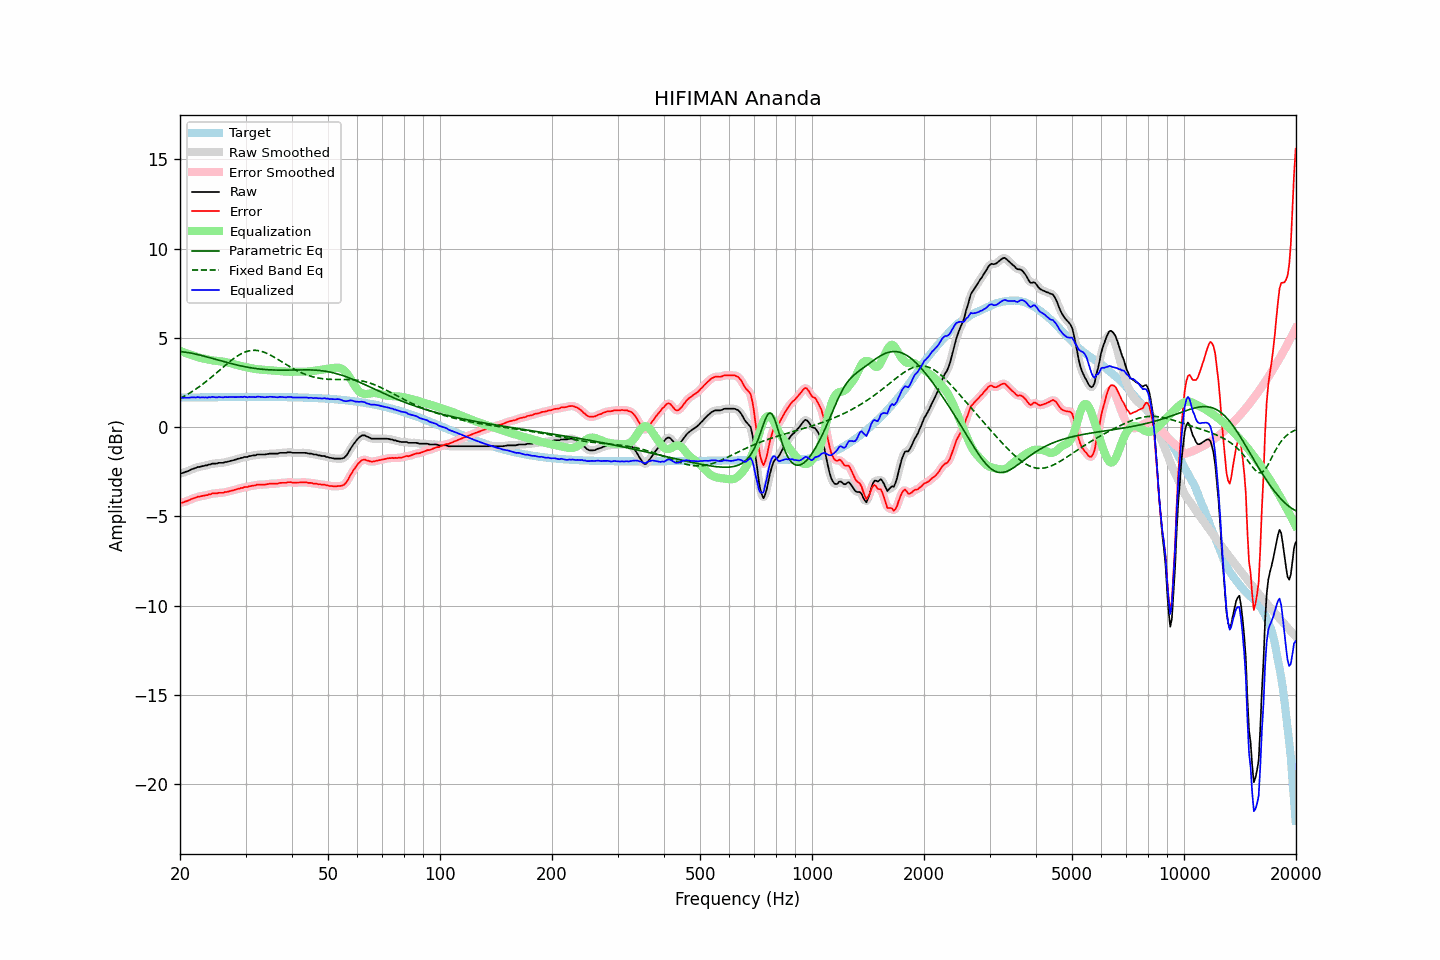 HIFIMAN Ananda
Target
Raw Smoothed
Error Smoothed
Raw
Error
Equalization
Parametric Eq
Fixed Band Eq
Equalized
Amplitude (dBr)
15
10
5
0
−5
−10
−15
−20
20
50
100
200
500
1000
2000
5000
10000
20000
Frequency (Hz)